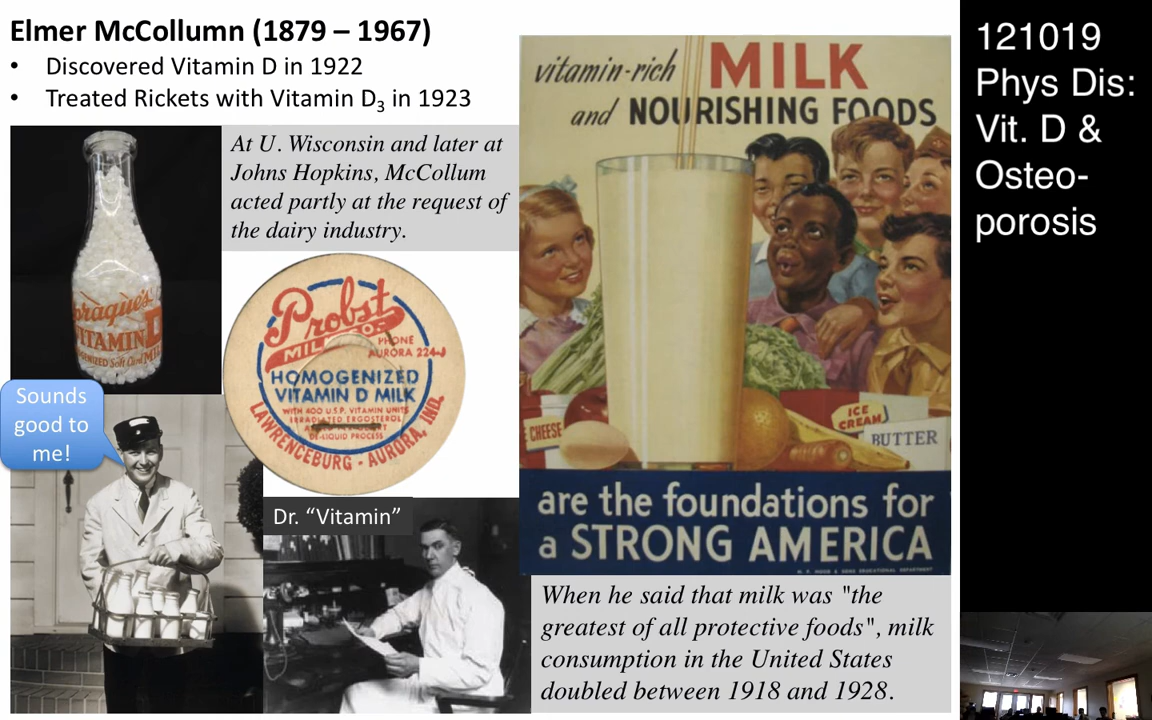 Elmer McCollumn (1879 – 1967)
• Discovered Vitamin D in 1922
• Treated Rickets with Vitamin D3 in 1923
At U. Wisconsin and later at
Johns Hopkins, McCollum
acted partly at the request of
the dairy industry.
VITAMIN D
Probst
MILK CO.
PHONE
AURORA 224-J
HOMOGENIZED
VITAMIN D MILK
WITH 400 U.S.P. VITAMIN UNITS
IRRADIATED ERGOSTEROL
LAWRENCEBURG - AURORA, IND.
Sounds
good to
me!
Dr. “Vitamin”
vitamin-rich MILK
and NOURISHING FOODS
CHEESE
ICE
CREAM
BUTTER
are the foundations for
a STRONG AMERICA
When he said that milk was "the
greatest of all protective foods", milk
consumption in the United States
doubled between 1918 and 1928.
121019
Phys Dis:
Vit. D &
Osteo-
porosis